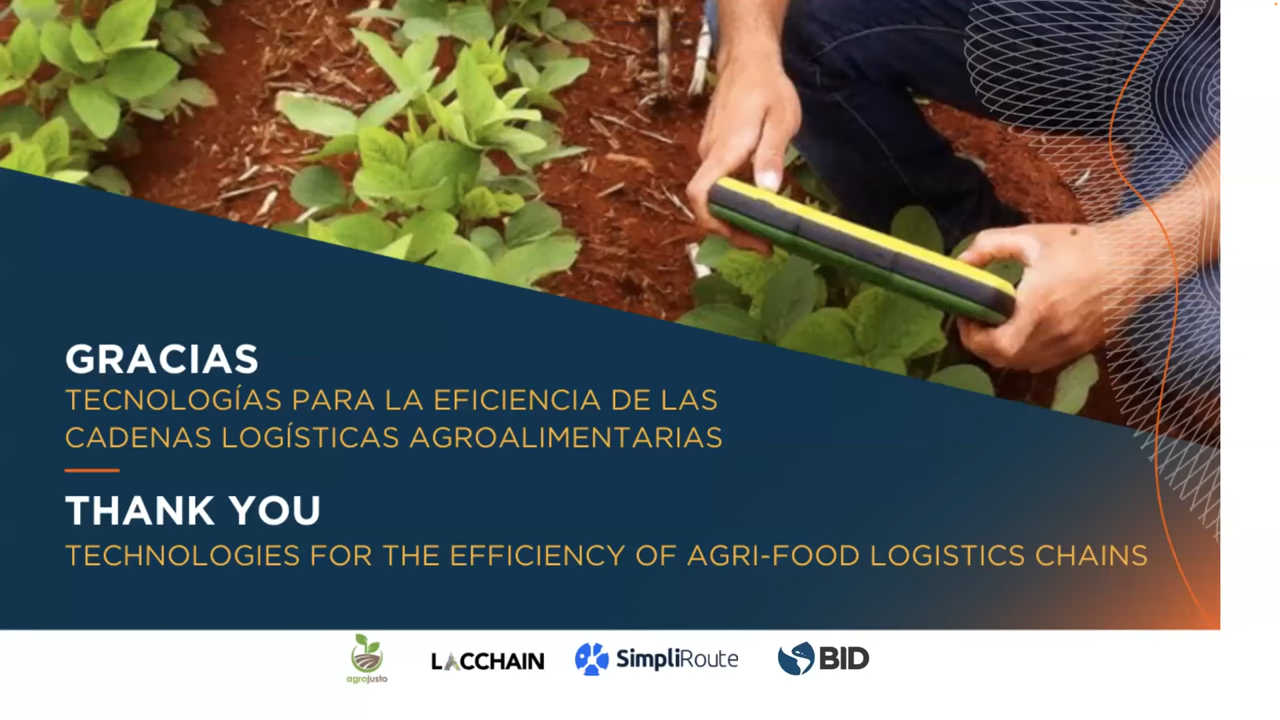 GRACIAS
TECNOLOGÍAS PARA LA EFICIENCIA DE LAS
CADENAS LOGÍSTICAS AGROALIMENTARIAS
THANK YOU
TECHNOLOGIES FOR THE EFFICIENCY OF AGRI-FOOD LOGISTICS CHAINS
agrojusto
LACCHAIN
SimpliRoute
BID